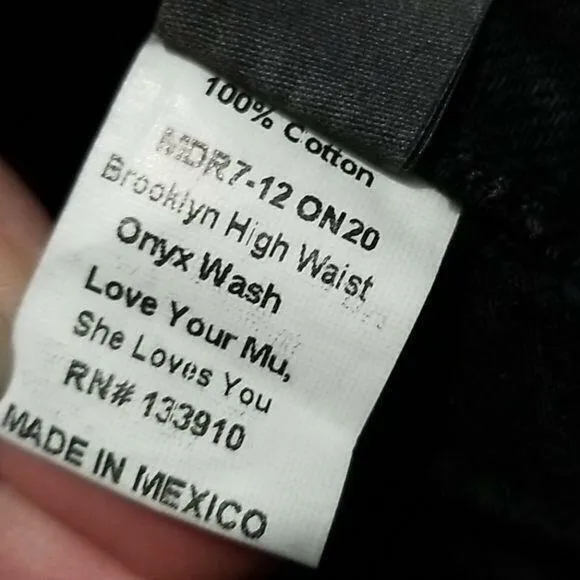 100% Cotton
MDR7-12 ON20
Brooklyn High Waist
Onyx Wash
Love Your Mu,
She Loves You
RN# 133910
MADE IN MEXICO